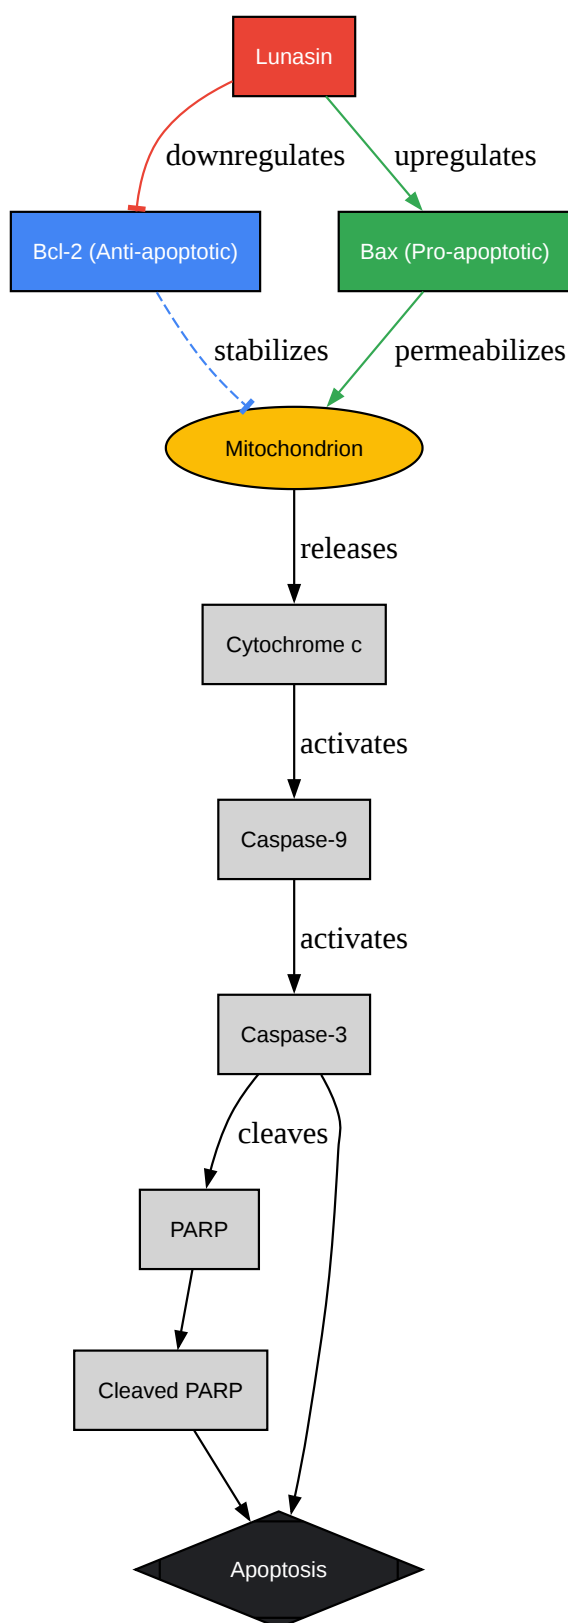 Lunasin
downregulates
upregulates
Bcl-2 (Anti-apoptotic)
Bax (Pro-apoptotic)
stabilizes
permeabilizes
Mitochondrion
releases
Cytochrome c
activates
Caspase-9
activates
Caspase-3
cleaves
PARP
Cleaved PARP
Apoptosis